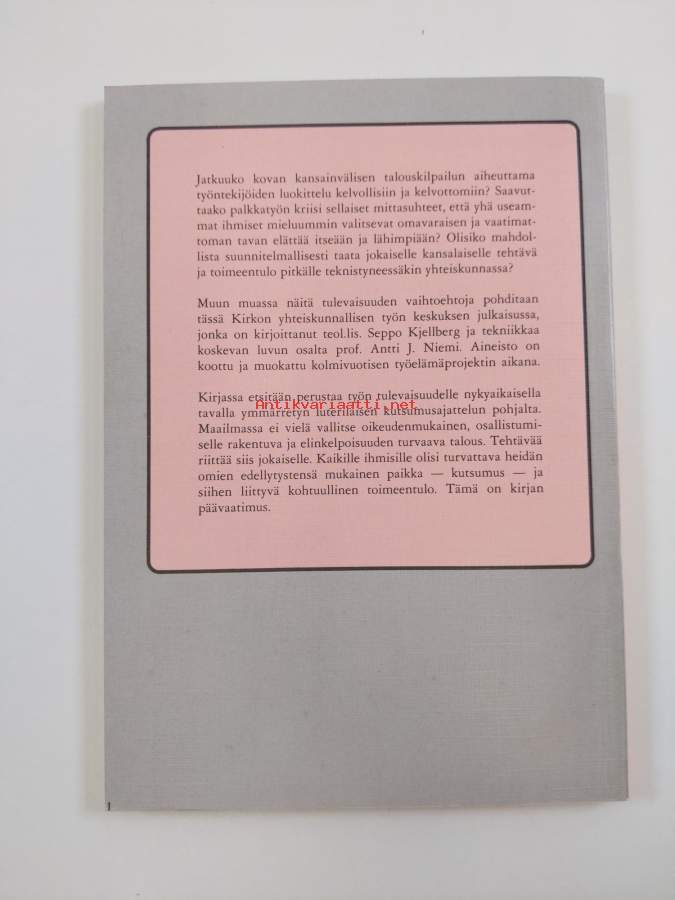 Jatkuuko kovan kansainvälisen talouskilpailun aiheuttama
työntekijöiden luokittelu kelvollisiin ja kelvottomiin? Saavut-
taako palkkatyön kriisi sellaiset mittasuhteet, että yhä useam-
mat ihmiset mieluummin valitsevat omavaraisen ja vaatimat-
toman tavan elättää itseään ja lähimpiään? Olisiko mahdol-
lista suunnitelmallisesti taata jokaiselle kansalaiselle tehtävä
ja toimeentulo pitkälle teknistyneessäkin yhteiskunnassa?
Muun muassa näitä tulevaisuuden vaihtoehtoja pohditaan
tässä Kirkon yhteiskunnallisen työn keskuksen julkaisussa,
jonka on kirjoittanut teol.lis. Seppo Kjellberg ja tekniikkaa
koskevan luvun osalta prof. Antti J. Niemi. Aineisto on
koottu ja muokattu kolmivuotisen työelämäprojektin aikana.
Kirjassa etsitään perustaa työn tulevaisuudelle nykyaikaisella
Antikvariaatti.net
tavalla ymmärretyn luterilaisen kutsumusajattelun pohjalta.
Maailmassa ei vielä vallitse oikeudenmukainen, osallistumi-
selle rakentuva ja elinkelpoisuuden turvaava talous. Tehtävää
riittää siis jokaiselle. Kaikille ihmisille olisi turvattava heidän
omien edellytystensä mukainen paikka — kutsumus — ja
siihen liittyvä kohtuullinen toimeentulo. Tämä on kirjan
päävaatimus.